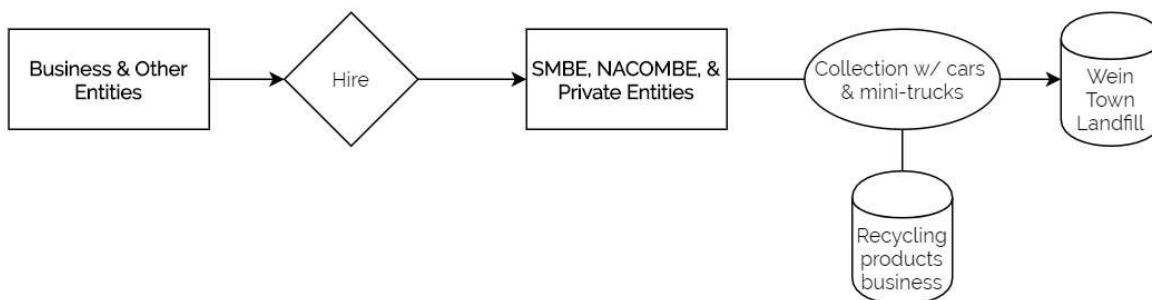 Business & Other
Entities
Hire
SMBE, NACOMBE, &
Private Entities
Collection w/ cars
& mini-trucks
Wein
Town
Landfill
Recycling
products
business